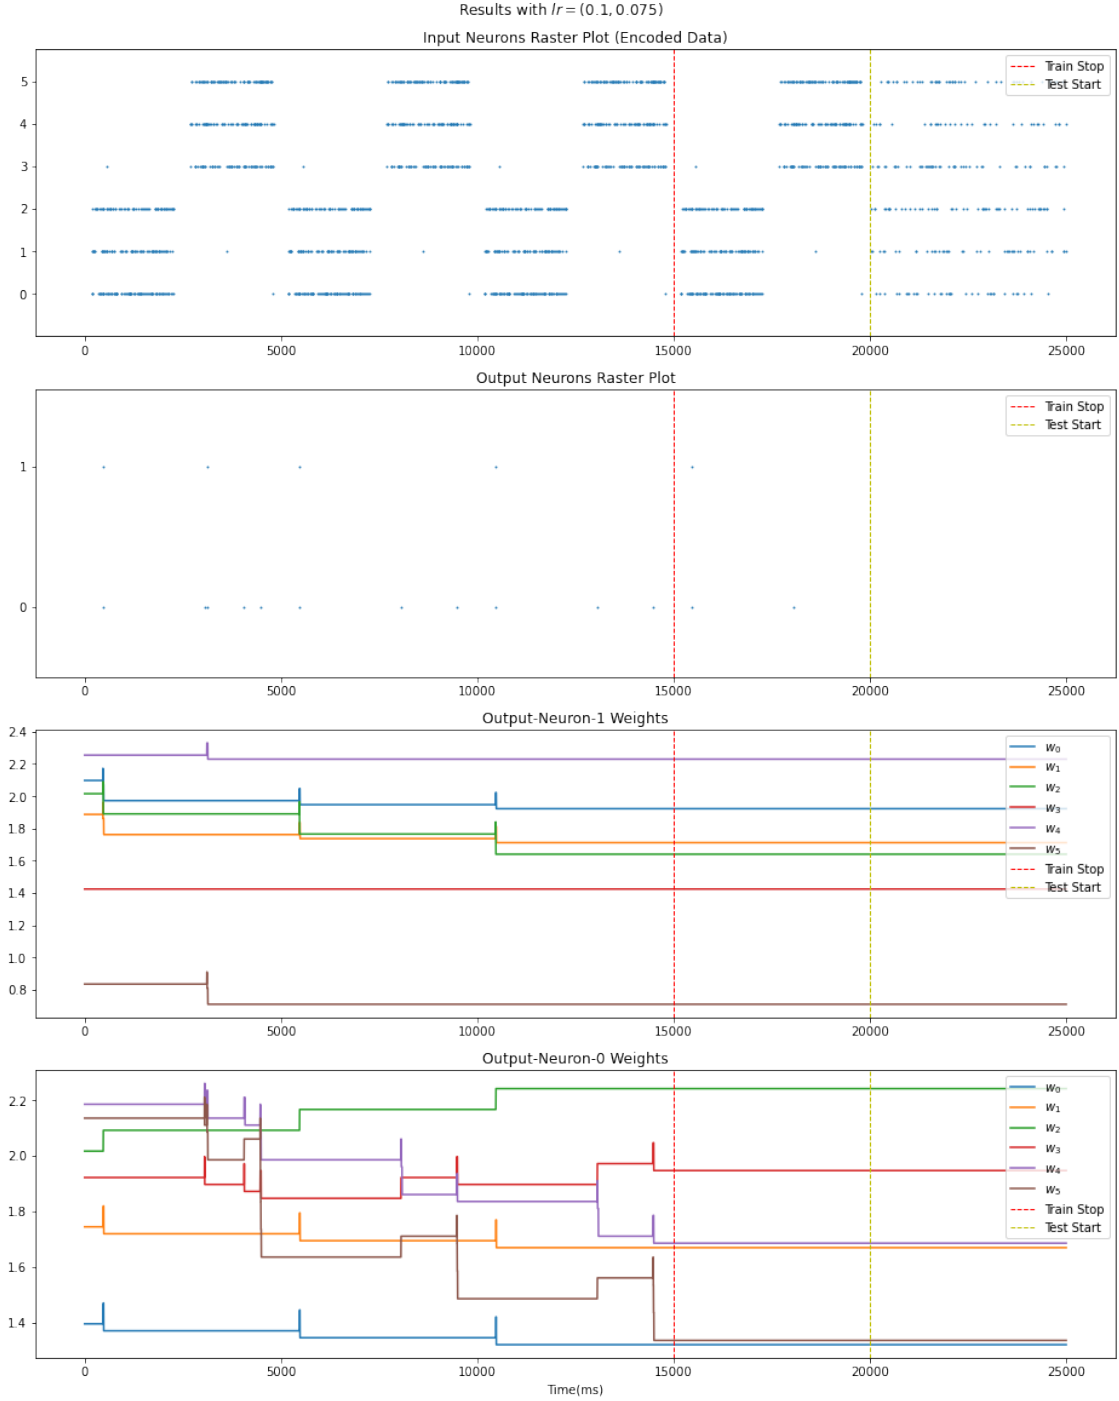 Results with lr = (0.1, 0.075)
Input Neurons Raster Plot (Encoded Data)
5
4
3
2
1
0
Train Stop
Test Start
0 5000 10000 15000 20000 25000
Output Neurons Raster Plot
1
0
Train Stop
Test Start
0 5000 10000 15000 20000 25000
Output-Neuron-1 Weights
2.4
2.2
2.0
1.8
1.6
1.4
1.2
1.0
0.8
w0
w1
w2
w3
w4
w5
Train Stop
Test Start
0 5000 10000 15000 20000 25000
Output-Neuron-0 Weights
2.2
2.0
1.8
1.6
1.4
w0
w1
w2
w3
w4
w5
Train Stop
Test Start
0 5000 10000 15000 20000 25000
Time(ms)